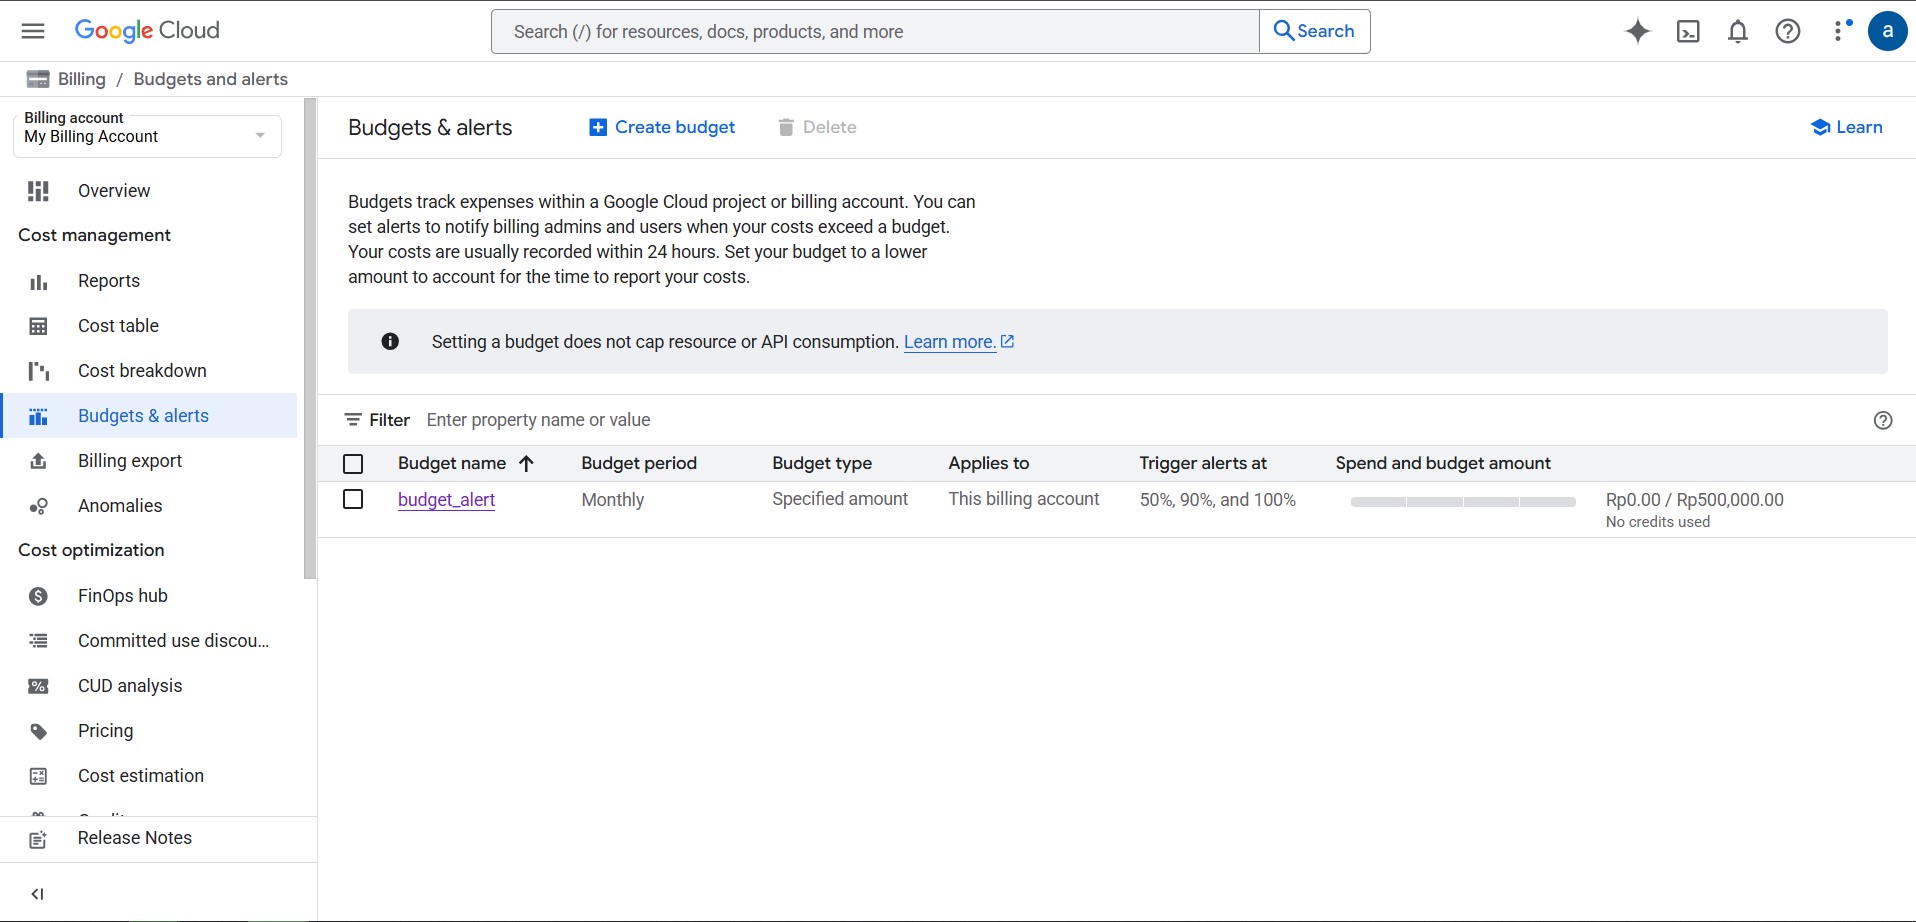 Google Cloud
Search (/) for resources, docs, products, and more
Search
a
Billing / Budgets and alerts
Billing account
My Billing Account
Overview
Cost management
Reports
Cost table
Cost breakdown
Budgets & alerts
Billing export
Anomalies
Cost optimization
FinOps hub
Committed use discou...
CUD analysis
Pricing
Cost estimation
Release Notes
Budgets & alerts
Create budget
Delete
Learn
Budgets track expenses within a Google Cloud project or billing account. You can
set alerts to notify billing admins and users when your costs exceed a budget.
Your costs are usually recorded within 24 hours. Set your budget to a lower
amount to account for the time to report your costs.
Setting a budget does not cap resource or API consumption. Learn more.
Filter Enter property name or value
Budget name Budget period Budget type Applies to Trigger alerts at Spend and budget amount
budget_alert Monthly Specified amount This billing account 50%, 90%, and 100% Rp0.00 / Rp500,000.00
No credits used